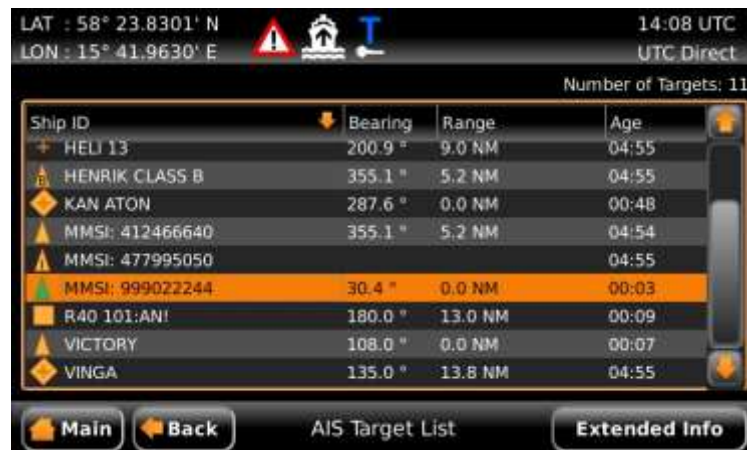 LAT : 58° 23.8301' N
14:08 UTC
LON : 15° 41.9630' E
UTC Direct
Number of Targets: 11
Ship ID Bearing Range Age
HELI 13 200.9 ° 9.0 NM 04:55
HENRIK CLASS B 355.1 ° 5.2 NM 04:55
KAN ATON 287.6 ° 0.0 NM 00:48
MMSI: 412466640 355.1 ° 5.2 NM 04:54
MMSI: 477995050 04:55
MMSI: 999022244 30.4 ° 0.0 NM 00:03
R40 101:AN! 180.0 ° 13.0 NM 00:09
VICTORY 108.0 ° 0.0 NM 00:07
VINGA 135.0 ° 13.8 NM 04:55
Main Back AIS Target List Extended Info